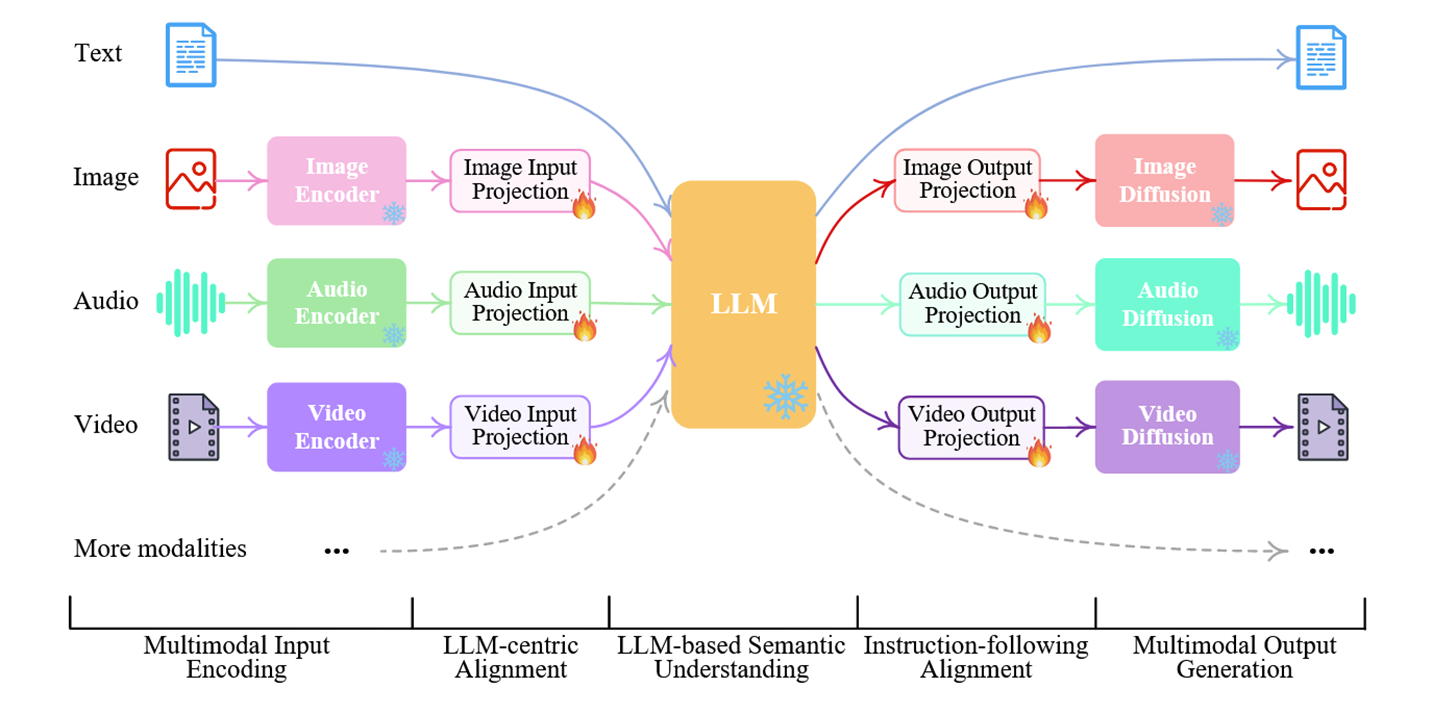 Text
Image
Image
Encoder
Image Input
Projection
Image Output
Projection
Image
Diffusion
Audio
Audio
Encoder
Audio Input
Projection
LLM
Audio Output
Projection
Audio
Diffusion
Video
Video
Encoder
Video Input
Projection
Video Output
Projection
Video
Diffusion
More modalities
...
...
Multimodal Input
Encoding
LLM-centric
Alignment
LLM-based Semantic
Understanding
Instruction-following
Alignment
Multimodal Output
Generation